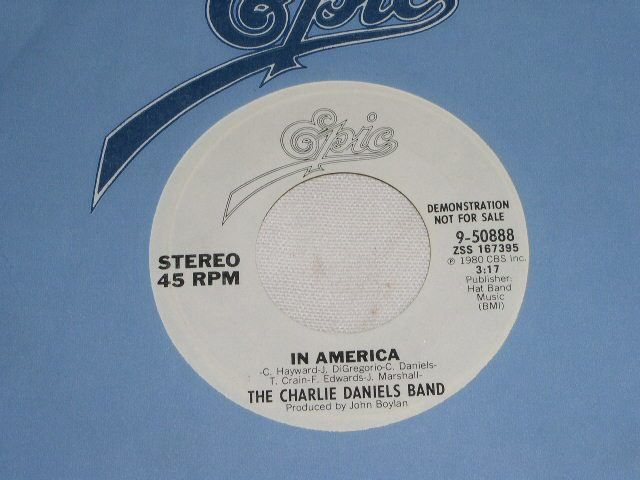 Epic
Epic
DEMONSTRATION
NOT FOR SALE
STEREO
45 RPM
9-50888
ZSS 167395
℗ 1980 CBS Inc.
3:17
Publisher:
Hat Band
Music
(BMI)
IN AMERICA
-C. Hayward-J. DiGregorio-C. Daniels-
T. Crain-F. Edwards-J. Marshall-
THE CHARLIE DANIELS BAND
Produced by John Boylan